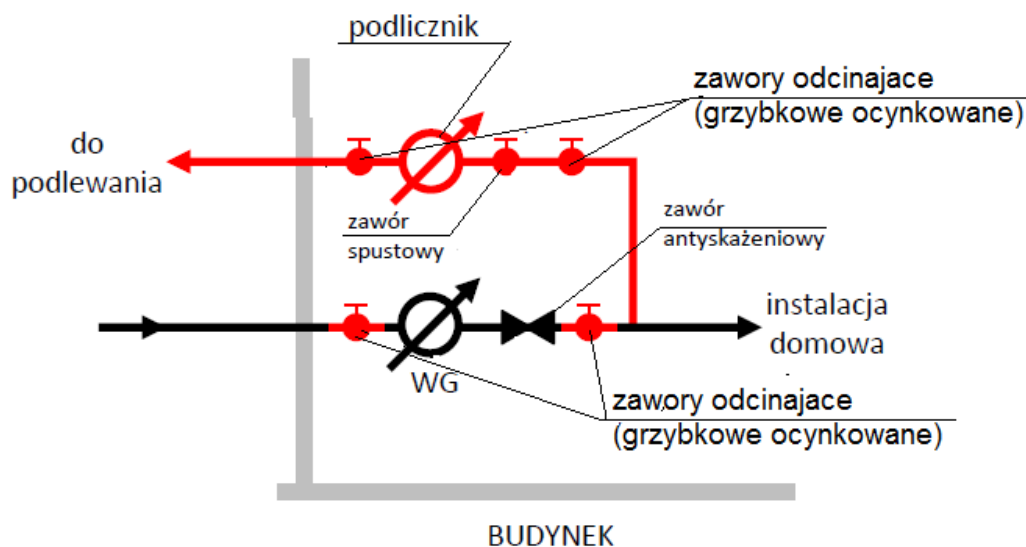 podlicznik
zawory odcinajace
(grzybkowe ocynkowane)
do
podlewania
zawór
spustowy
zawór
antyskażeniowy
instalacja
domowa
WG
zawory odcinajace
(grzybkowe ocynkowane)
BUDYNEK